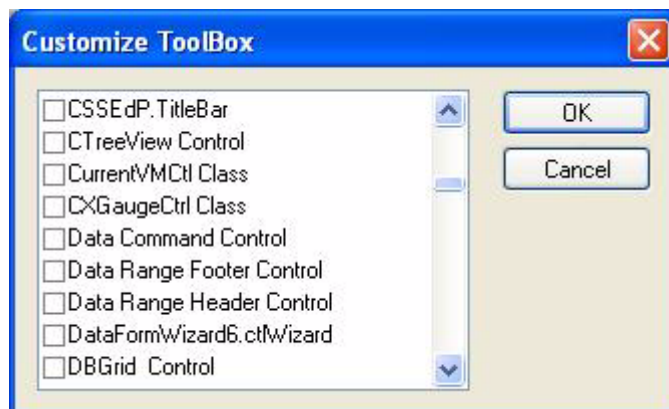 Customize ToolBox
CSSEdP.TitleBar
CTreeView Control
CurrentVMCtl Class
CXGaugeCtrl Class
Data Command Control
Data Range Footer Control
Data Range Header Control
DataFormWizard6.ctlWizard
DBGrid  Control
OK
Cancel